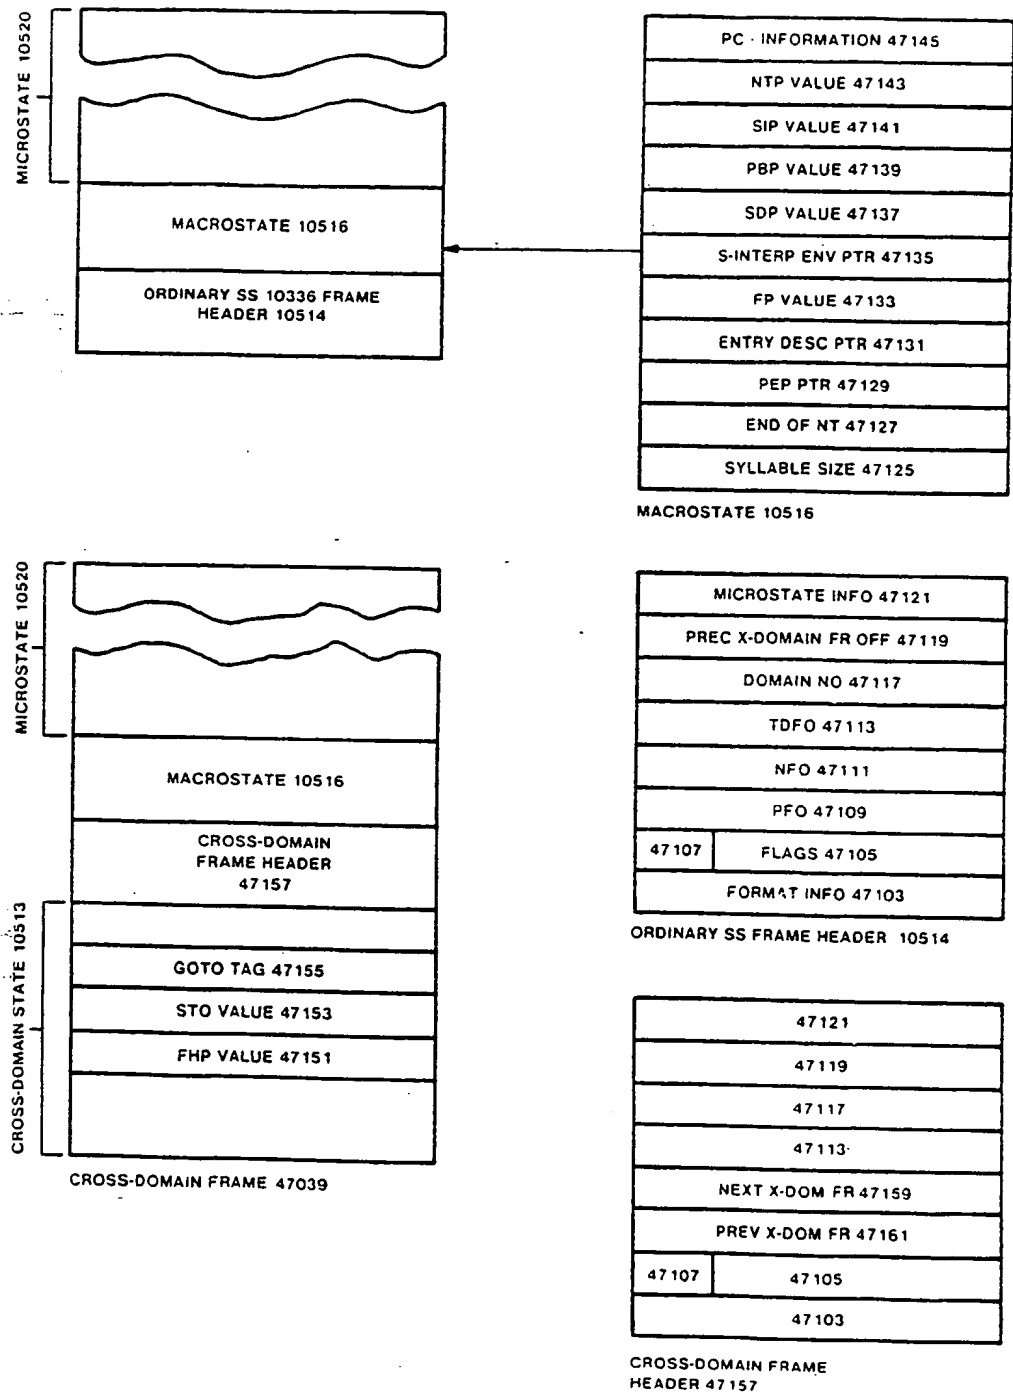 MICROSTATE 10520
MACROSTATE 10516
ORDINARY SS 10336 FRAME
HEADER 10514
PC - INFORMATION 47145
NTP VALUE 47143
SIP VALUE 47141
PBP VALUE 47139
SDP VALUE 47137
S-INTERP ENV PTR 47135
FP VALUE 47133
ENTRY DESC PTR 47131
PEP PTR 47129
END OF NT 47127
SYLLABLE SIZE 47125
MACROSTATE 10516
MICROSTATE 10520
MACROSTATE 10516
CROSS-DOMAIN
FRAME HEADER
47157
CROSS-DOMAIN STATE 10513
GOTO TAG 47155
STO VALUE 47153
FHP VALUE 47151
CROSS-DOMAIN FRAME 47039
MICROSTATE INFO 47121
PREC X-DOMAIN FR OFF 47119
DOMAIN NO 47117
TDFO 47113
NFO 47111
PFO 47109
47107 FLAGS 47105
FORMAT INFO 47103
ORDINARY SS FRAME HEADER 10514
47121
47119
47117
47113
NEXT X-DOM FR 47159
PREV X-DOM FR 47161
47107 47105
47103
CROSS-DOMAIN FRAME
HEADER 47157